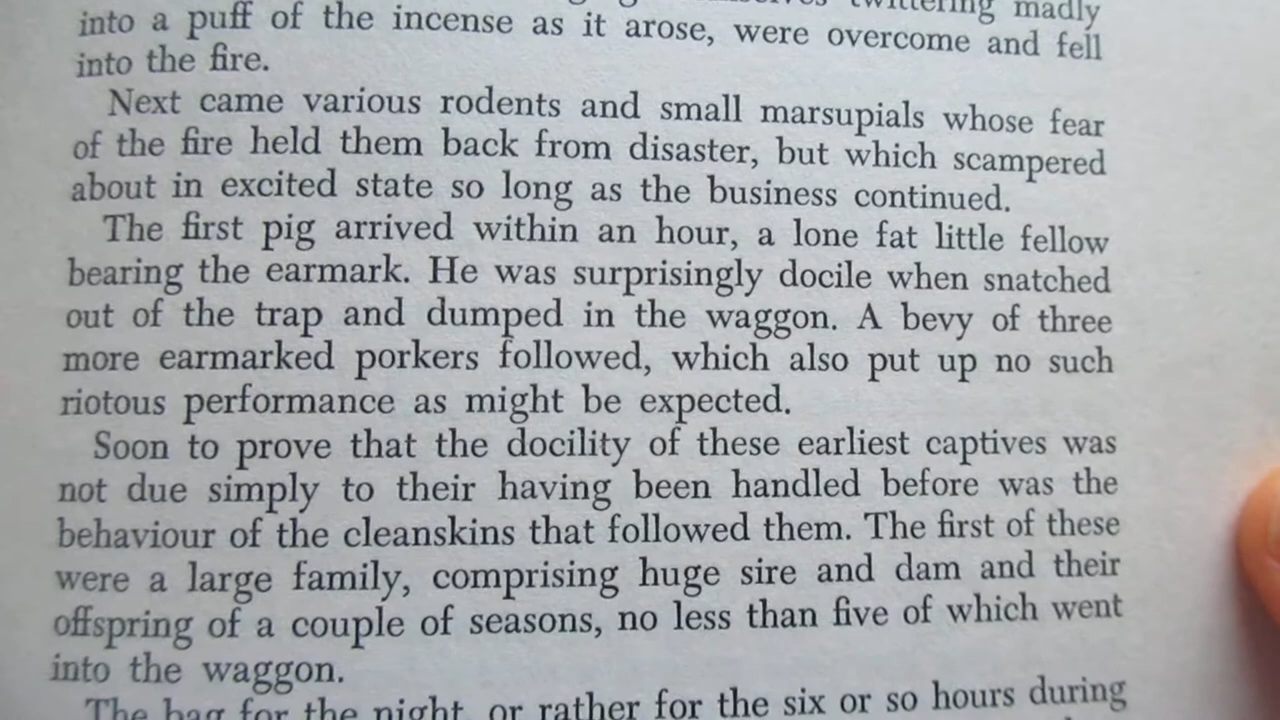 twittering madly
into a puff of the incense as it arose, were overcome and fell
into the fire.
Next came various rodents and small marsupials whose fear
of the fire held them back from disaster, but which scampered
about in excited state so long as the business continued.
The first pig arrived within an hour, a lone fat little fellow
bearing the earmark. He was surprisingly docile when snatched
out of the trap and dumped in the waggon. A bevy of three
more earmarked porkers followed, which also put up no such
riotous performance as might be expected.
Soon to prove that the docility of these earliest captives was
not due simply to their having been handled before was the
behaviour of the cleanskins that followed them. The first of these
were a large family, comprising huge sire and dam and their
offspring of a couple of seasons, no less than five of which went
into the waggon.
The bag for the night, or rather for the six or so hours during